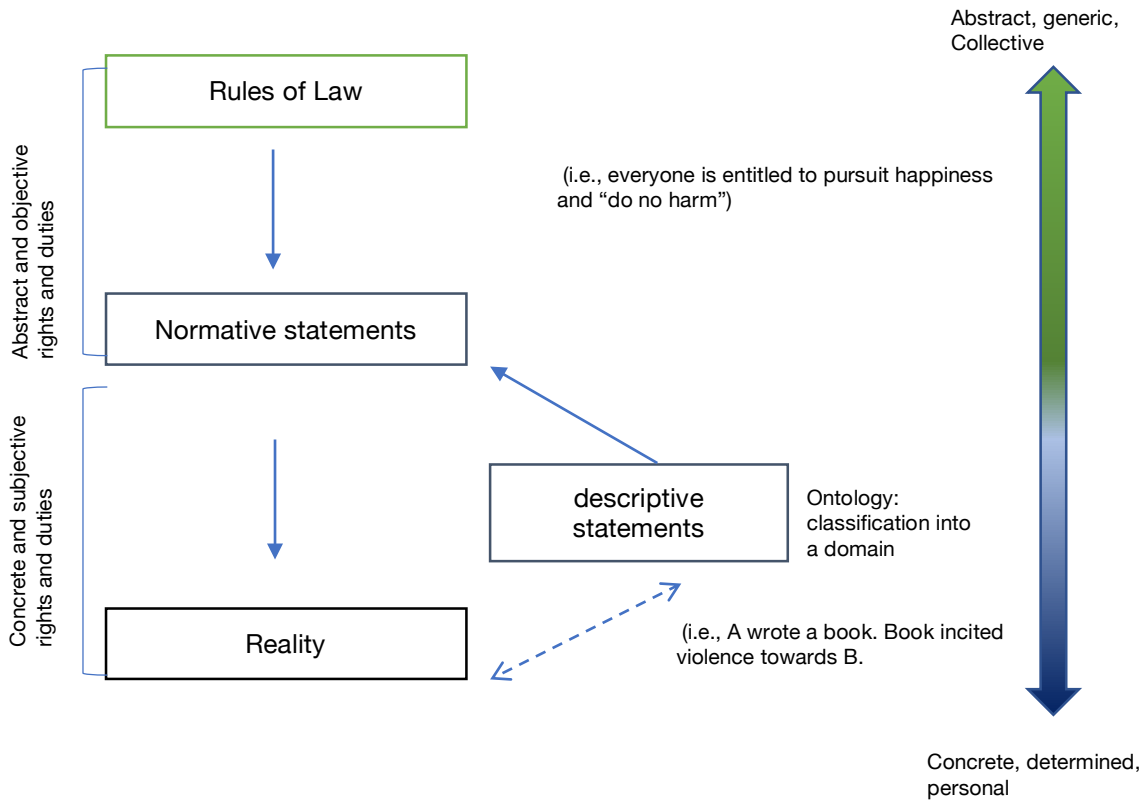 Abstract, generic,
Collective
Rules of Law
Abstract and objective
rights and duties
(i.e., everyone is entitled to pursuit happiness
and “do no harm”)
Normative statements
Concrete and subjective
rights and duties
descriptive
statements
Ontology:
classification into
a domain
Reality
(i.e., A wrote a book. Book incited
violence towards B.
Concrete, determined,
personal